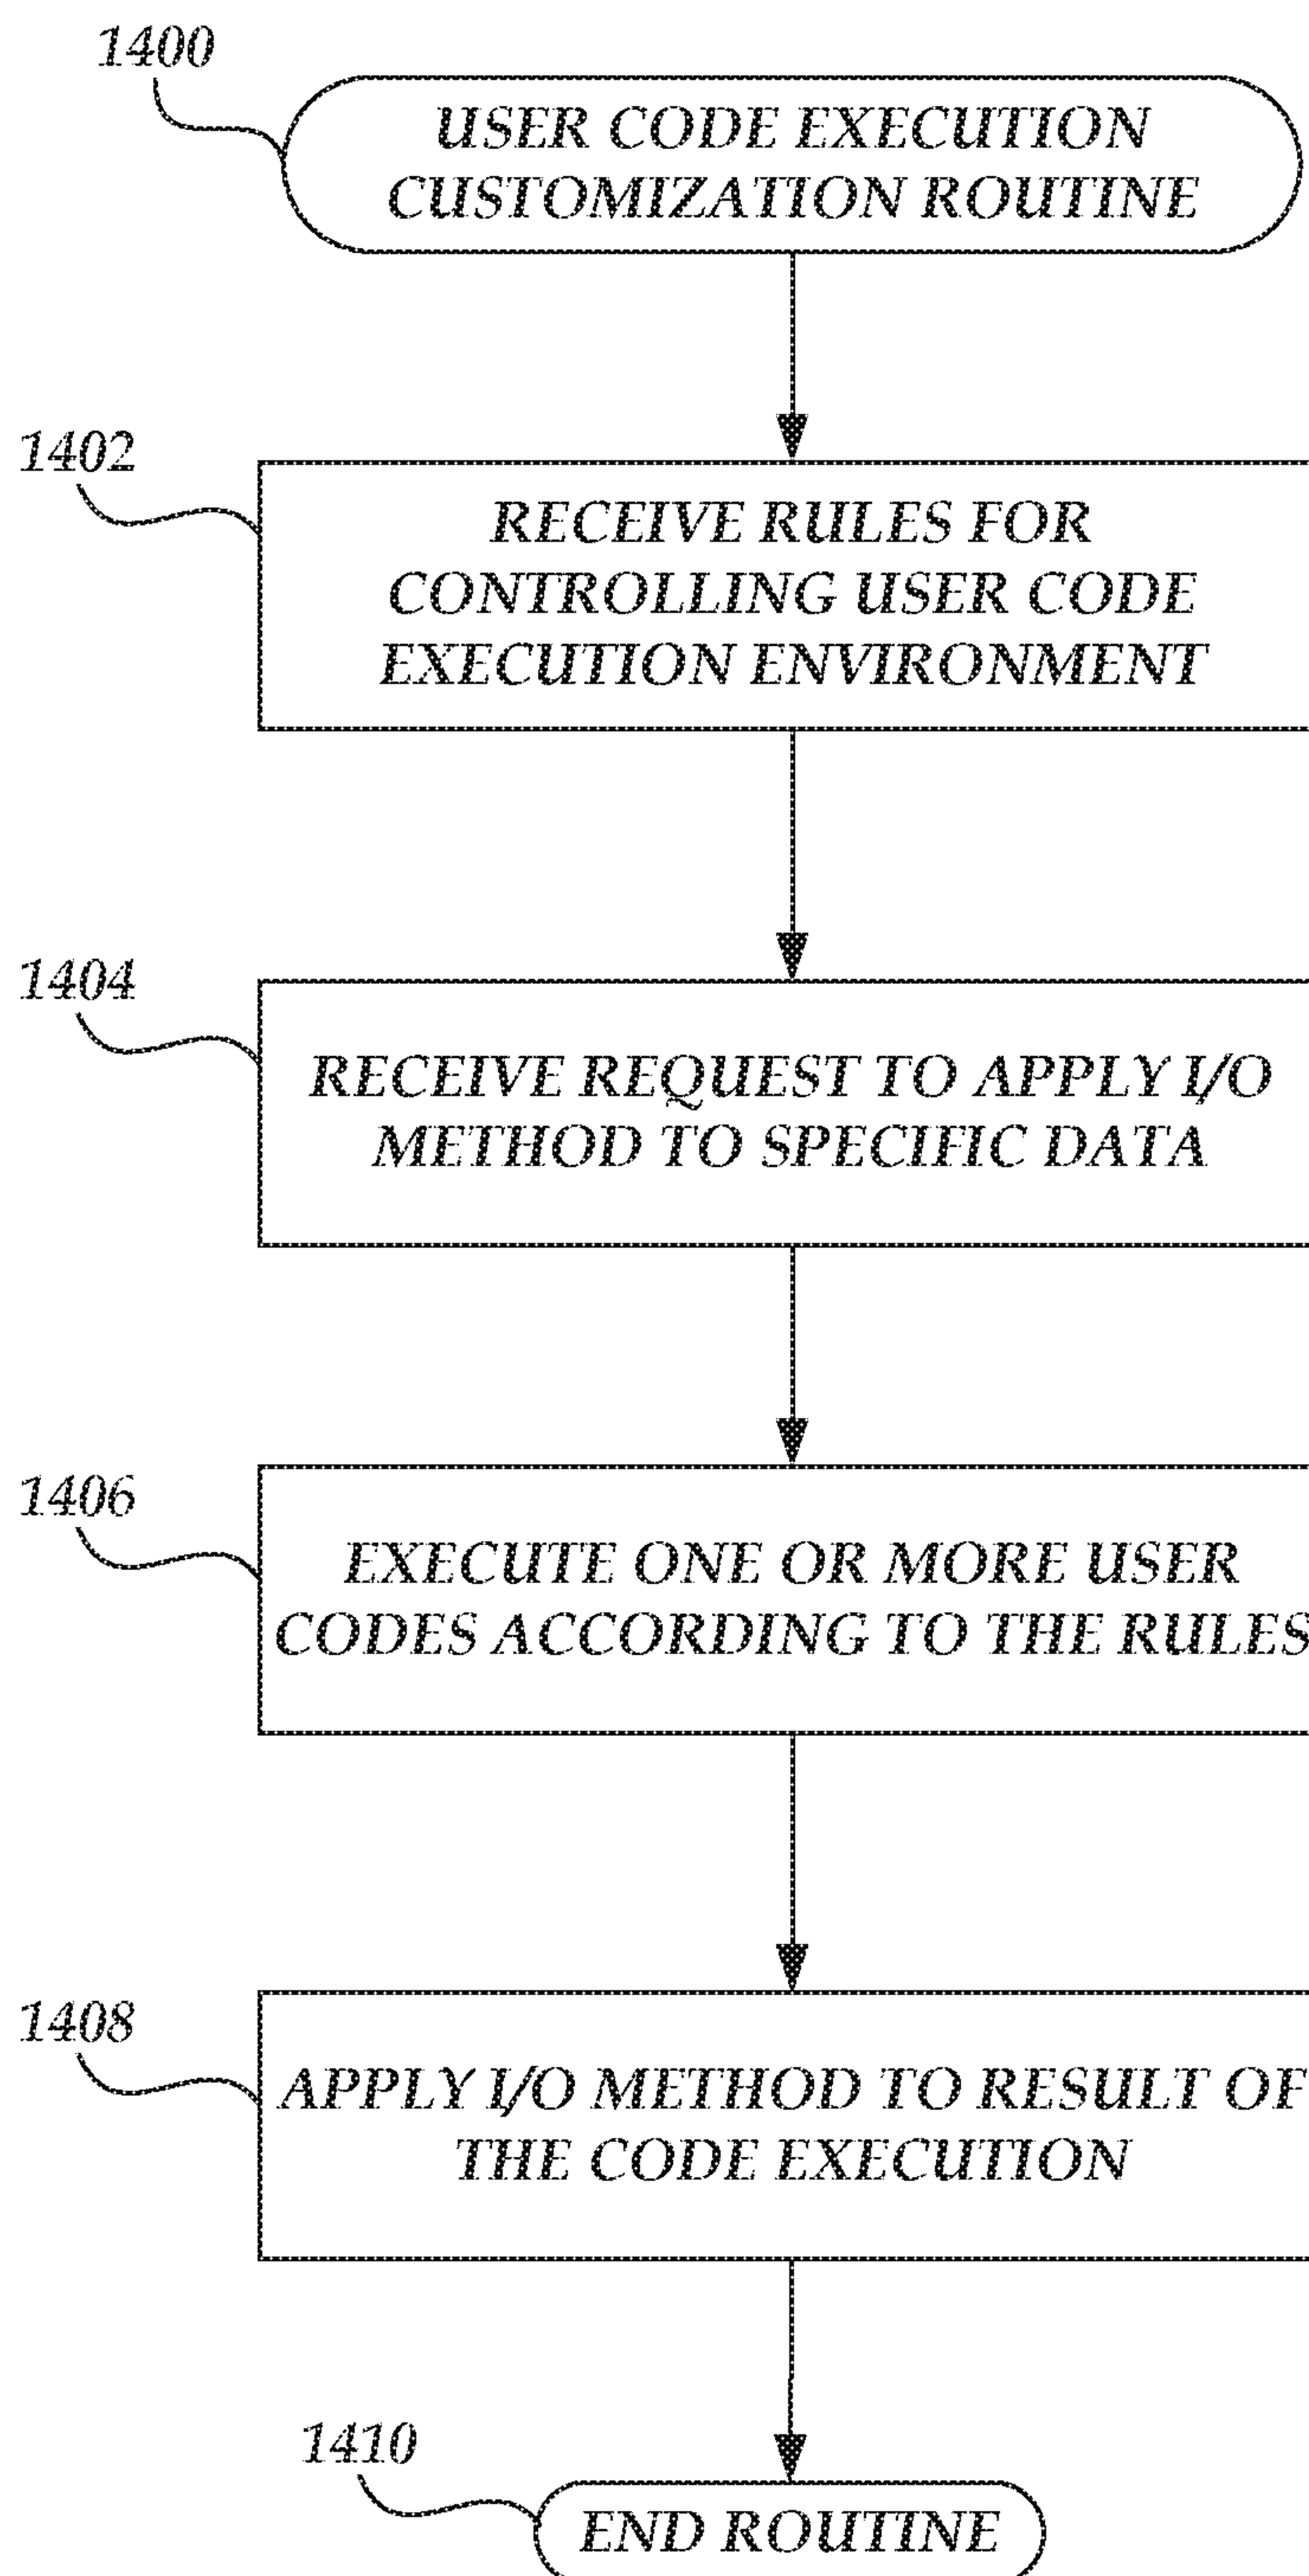 1400
USER CODE EXECUTION
CUSTOMIZATION ROUTINE
1402
RECEIVE RULES FOR
CONTROLLING USER CODE
EXECUTION ENVIRONMENT
1404
RECEIVE REQUEST TO APPLY I/O
METHOD TO SPECIFIC DATA
1406
EXECUTE ONE OR MORE USER
CODES ACCORDING TO THE RULES
1408
APPLY I/O METHOD TO RESULT OF
THE CODE EXECUTION
1410
END ROUTINE